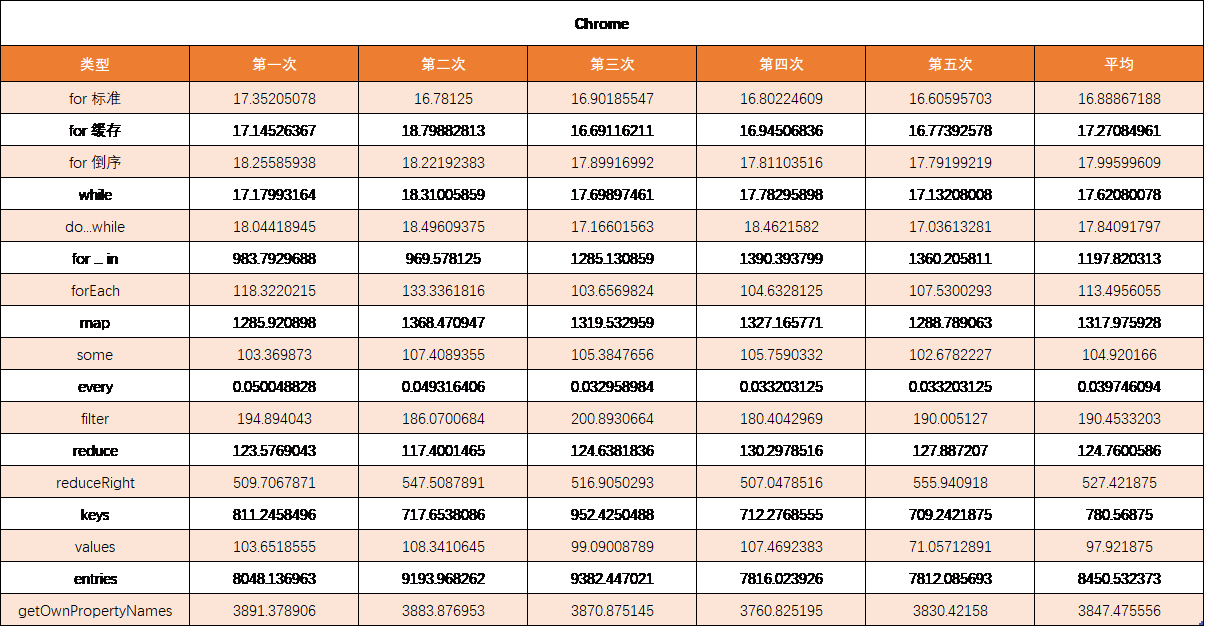 Chrome
类型 第一次 第二次 第三次 第四次 第五次 平均
for 标准 17.35205078 16.78125 16.90185547 16.80224609 16.60595703 16.88867188
for 缓存 17.14526367 18.79882813 16.69116211 16.94506836 16.77392578 17.27084961
for 倒序 18.25585938 18.22192383 17.89916992 17.81103516 17.79199219 17.99599609
while 17.17993164 18.31005859 17.69897461 17.78295898 17.13208008 17.62080078
do...while 18.04418945 18.49609375 17.16601563 18.4621582 17.03613281 17.84091797
for _ in 983.7929688 969.578125 1285.130859 1390.393799 1360.205811 1197.820313
forEach 118.3220215 133.3361816 103.6569824 104.6328125 107.5300293 113.4956055
map 1285.920898 1368.470947 1319.532959 1327.165771 1288.789063 1317.975928
some 103.369873 107.4089355 105.3847656 105.7590332 102.6782227 104.920166
every 0.050048828 0.049316406 0.032958984 0.033203125 0.033203125 0.039746094
filter 194.894043 186.0700684 200.8930664 180.4042969 190.005127 190.4533203
reduce 123.5769043 117.4001465 124.6381836 130.2978516 127.887207 124.7600586
reduceRight 509.7067871 547.5087891 516.9050293 507.0478516 555.940918 527.421875
keys 811.2458496 717.6538086 952.4250488 712.2768555 709.2421875 780.56875
values 103.6518555 108.3410645 99.09008789 107.4692383 71.05712891 97.921875
entries 8048.136963 9193.968262 9382.447021 7816.023926 7812.085693 8450.532373
getOwnPropertyNames 3891.378906 3883.876953 3870.875145 3760.825195 3830.42158 3847.475556